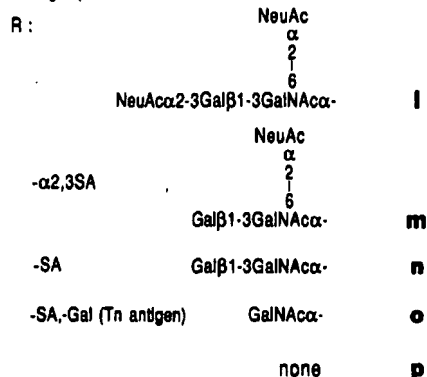 R :
NeuAc
α
2
|
6
NeuAcα2-3Galβ1-3GalNAcα- l
NeuAc
α
2
|
6
-α2,3SA
Galβ1-3GalNAcα- m
-SA Galβ1-3GalNAcα- n
-SA,-Gal (Tn antigen) GalNAcα- o
none p